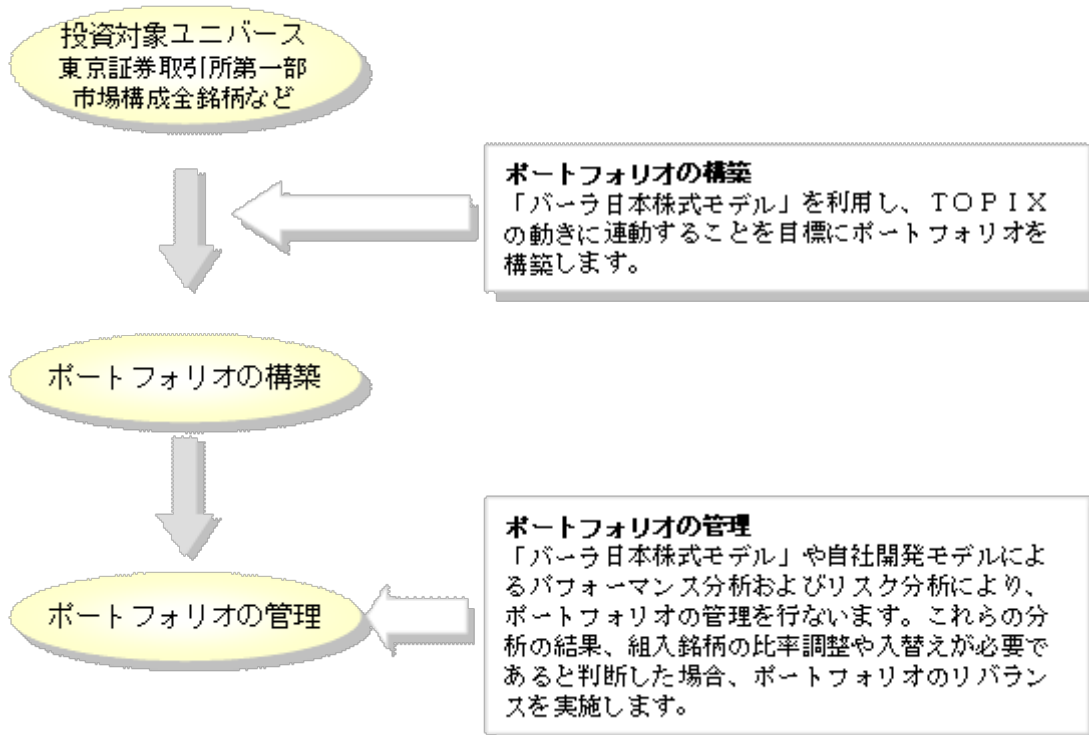 投資対象ユニバース
東京証券取引所第一部
市場構成全銘柄など
ポートフォリオの構築
「バーラ日本株式モデル」を利用し、ＴＯＰＩＸ
の動きに連動することを目標にポートフォリオを
構築します。
ポートフォリオの構築
ポートフォリオの管理
「バーラ日本株式モデル」や自社開発モデルによ
るパフォーマンス分析およびリスク分析により、
ポートフォリオの管理を行ないます。これらの分
析の結果、組入銘柄の比率調整や入替えが必要で
あると判断した場合、ポートフォリオのリバラン
スを実施します。
ポートフォリオの管理